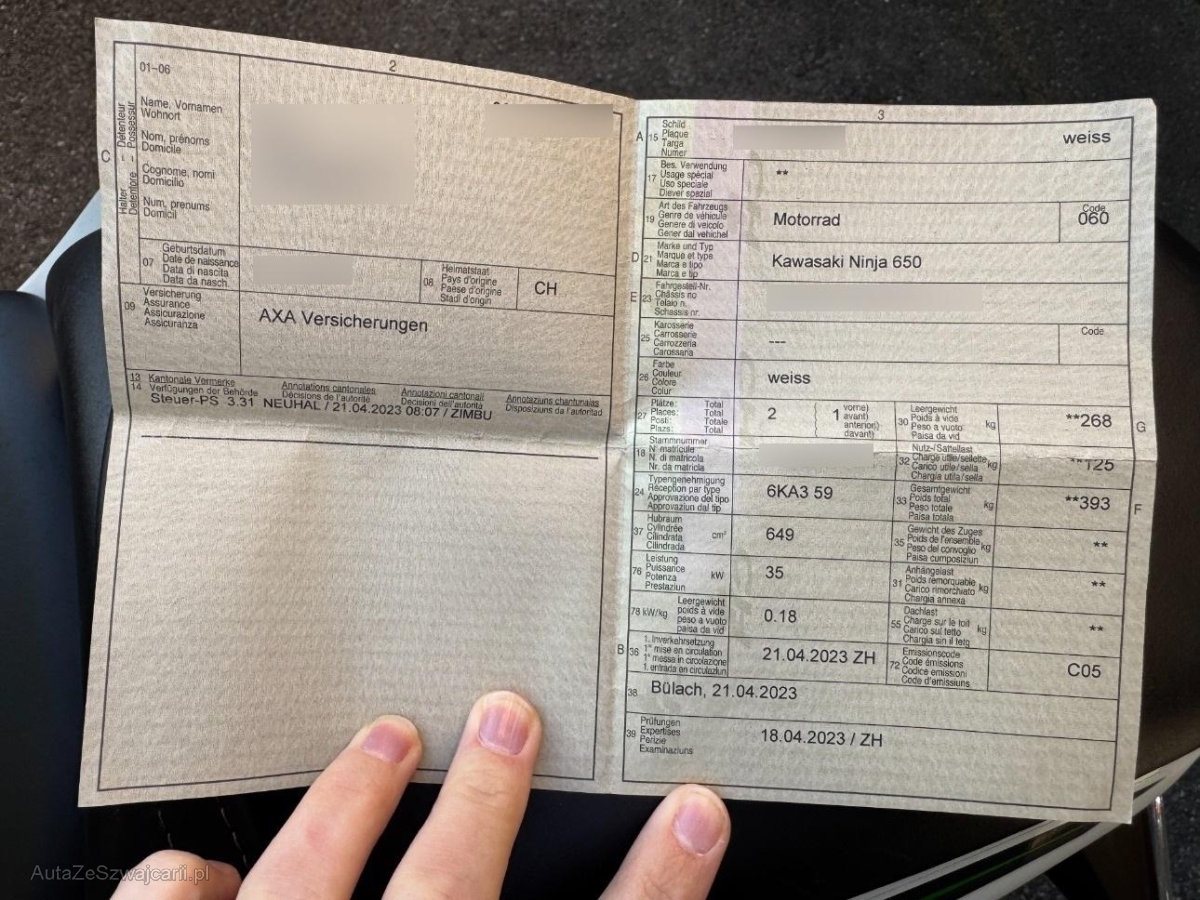 2
01-06
C
Halter – Détenteur
Detentore – Possessur
Name, Vornamen
Wohnort
Nom, prénoms
Domicile
Cognome, nomi
Domicilio
Num, prenums
Domicil
07
Geburtsdatum
Date de naissance
Data di nascita
Data da nasch.
08
Heimatstaat
Pays d'origine
Paese d'origine
Stadi d'origin
CH
09
Versicherung
Assurance
Assicurazione
Assicuranza
AXA Versicherungen
13
14
Kantonale Vermerke
Verfügungen der Behörde
Annotations cantonales
Décisions de l'autorité
Annotazioni cantonali
Decisioni dell'autorità
Annotaziuns chantunalas
Disposiziuns da l'autoritad
Steuer-PS 3.31 NEUHAL / 21.04.2023 08:07 / ZIMBU
3
A
15
Schild
Plaque
Targa
Numer
weiss
17
Bes. Verwendung
Usage spécial
Uso speciale
Diever spezial
**
19
Art des Fahrzeugs
Genre de véhicule
Genere di veicolo
Gener dal vehichel
Motorrad
Code
060
D
21
Marke und Typ
Marque et type
Marca e tipo
Marca e tip
Kawasaki Ninja 650
E
23
Fahrgestell-Nr.
Châssis no
Telaio n.
Schassis nr.
25
Karosserie
Carrosserie
Carrozzeria
Carossaria
---
Code
26
Farbe
Couleur
Colore
Colur
weiss
27
Plätze: Total
Places: Total
Posti: Totale
Plazs: Total
2
1
vorne)
avant)
anteriori)
davant)
30
Leergewicht
Poids à vide
Peso a vuoto
Paisa da vid
kg
**268
G
18
Stammnummer
N° matricule
N. di matricola
Nr. da matricla
32
Nutz-/Sattellast
Charge utile/sellette
Carico utile/sella
Chargia utila/sella
kg
**125
24
Typengenehmigung
Réception par type
Approvazione del tipo
Approvaziun dal tip
6KA3 59
33
Gesamtgewicht
Poids total
Peso totale
Paisa totala
kg
**393
F
37
Hubraum
Cylindrée
Cilindrata
Cilindrada
cm³
649
35
Gewicht des Zuges
Poids de l'ensemble
Peso del convoglio
Paisa cumposiziun
kg
**
76
Leistung
Puissance
Potenza
Prestaziun
kW
35
31
Anhängelast
Poids remorquable
Carico rimorchiato
Chargia annexa
kg
**
78 kW/kg
Leergewicht
poids à vide
peso a vuoto
paisa da vid
0.18
55
Dachlast
Charge sur le toit
Carico sul tetto
Chargia sin il tetg
kg
**
B
36
1. Inverkehrsetzung
1re mise en circulation
1a messa in circolazione
1. entrada en circulaziun
21.04.2023 ZH
72
Emissionscode
Code émissions
Codice emissioni
Code d'emissiuns
C05
38
Bülach, 21.04.2023
39
Prüfungen
Expertises
Perizie
Examinaziuns
18.04.2023 / ZH
AutaZeSzwajcarii.pl